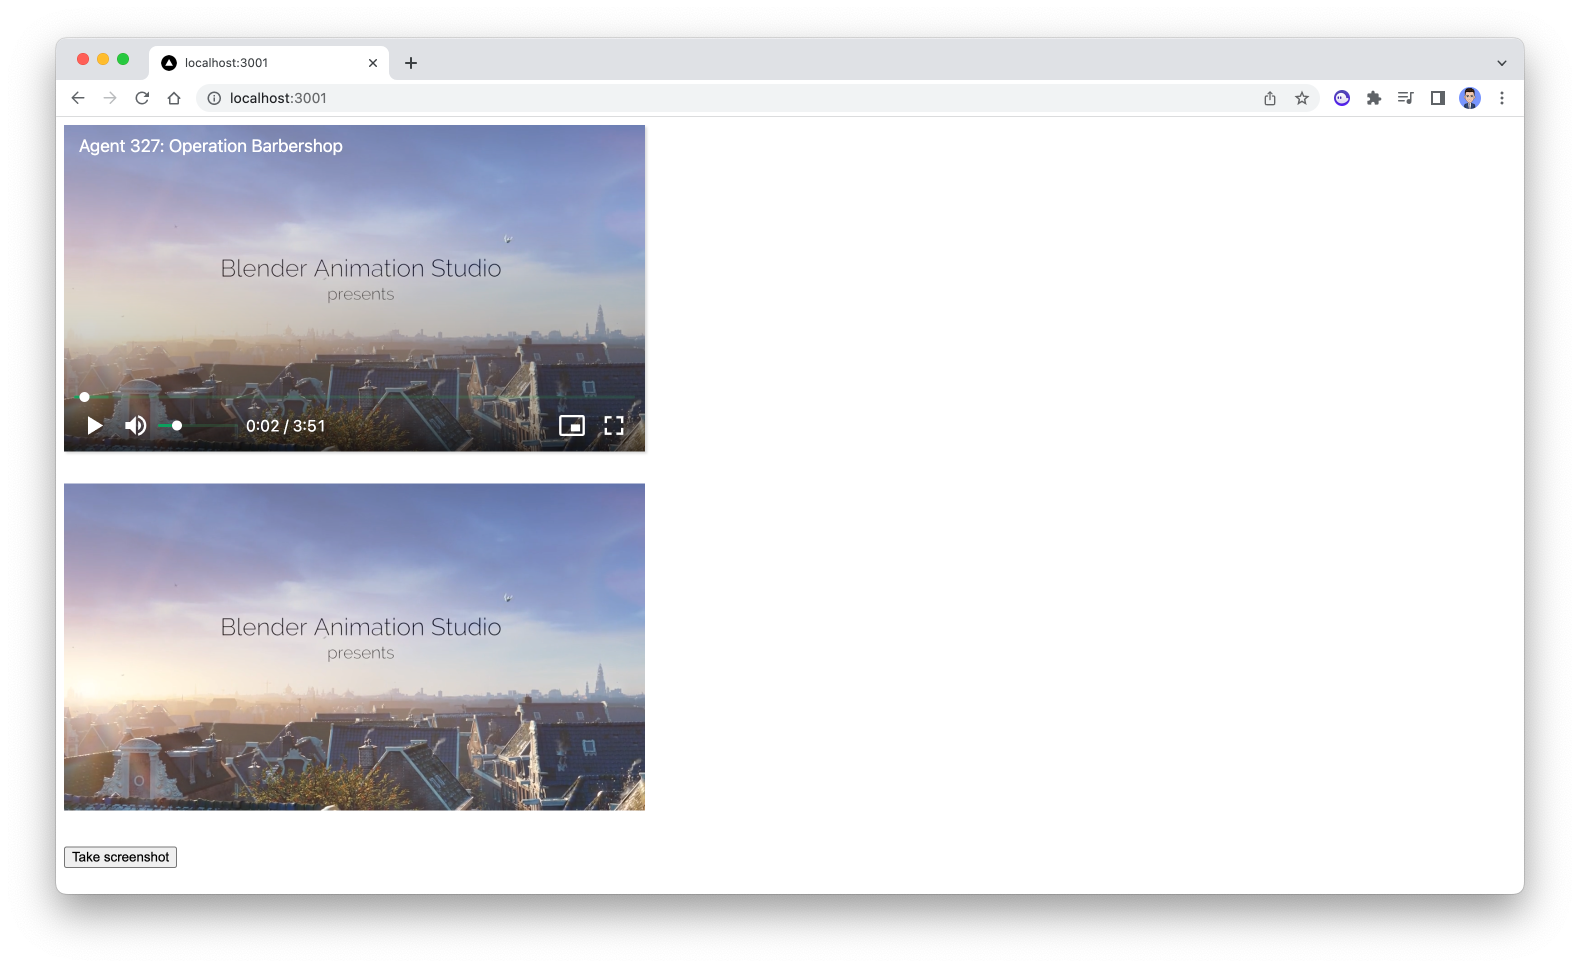 localhost:3001
localhost:3001
Agent 327: Operation Barbershop
Blender Animation Studio
presents
0:02 / 3:51
Blender Animation Studio
presents
Take screenshot